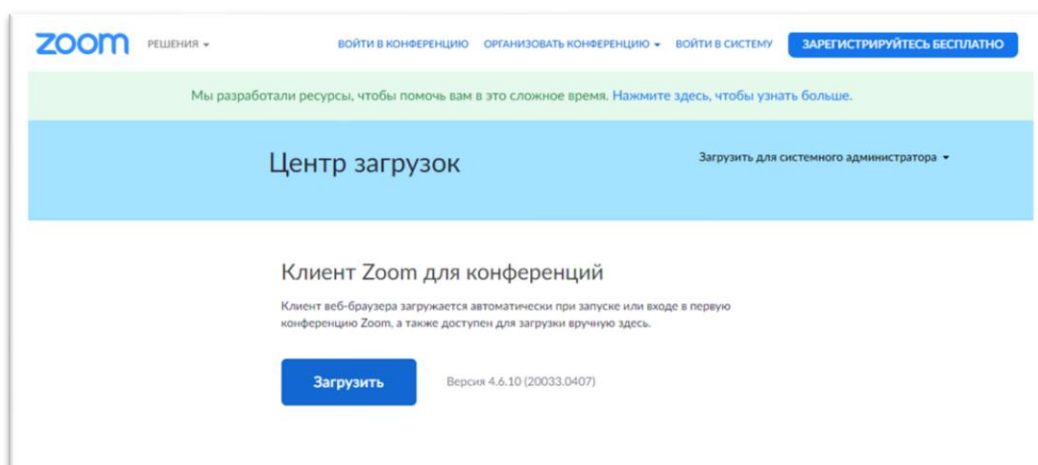 zoom РЕШЕНИЯ ВОЙТИ В КОНФЕРЕНЦИЮ ОРГАНИЗОВАТЬ КОНФЕРЕНЦИЮ ВОЙТИ В СИСТЕМУ ЗАРЕГИСТРИРУЙТЕСЬ БЕСПЛАТНО
Мы разработали ресурсы, чтобы помочь вам в это сложное время. Нажмите здесь, чтобы узнать больше.
Центр загрузок Загрузить для системного администратора
Клиент Zoom для конференций
Клиент веб-браузера загружается автоматически при запуске или входе в первую
конференцию Zoom, а также доступен для загрузки вручную здесь.
Загрузить Версия 4.6.10 (20033.0407)